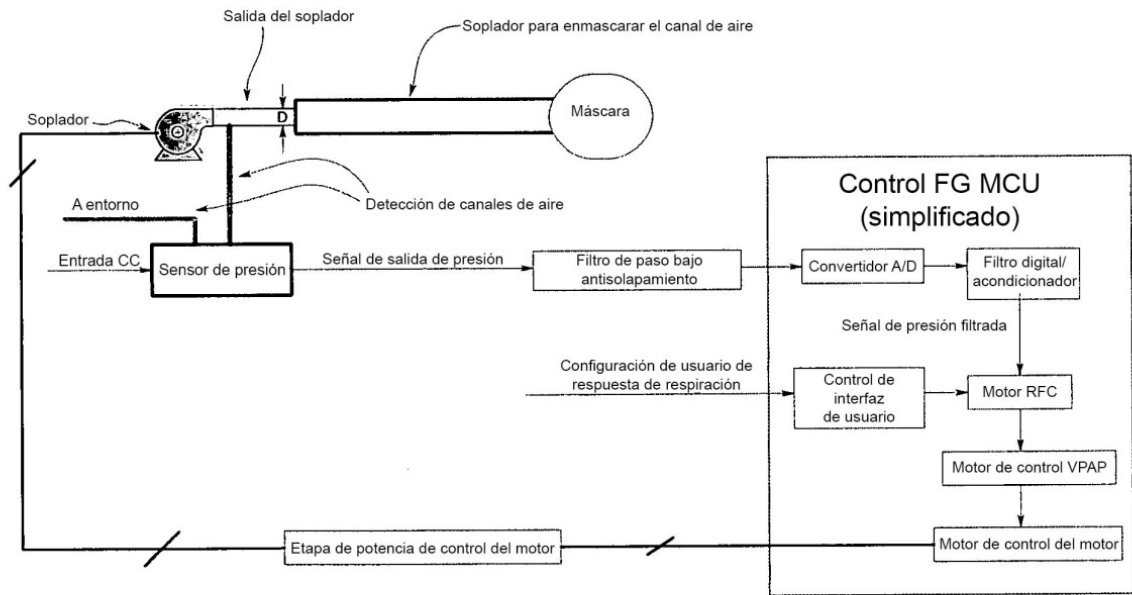 Salida del soplador
Soplador para enmascarar el canal de aire
Soplador
D
Máscara
A entorno
Detección de canales de aire
Entrada CC
Sensor de presión
Señal de salida de presión
Filtro de paso bajo
antisolapamiento
Control FG MCU
(simplificado)
Convertidor A/D
Filtro digital/
acondicionador
Señal de presión filtrada
Configuración de usuario de
respuesta de respiración
Control de
interfaz
de usuario
Motor RFC
Motor de control VPAP
Etapa de potencia de control del motor
Motor de control del motor